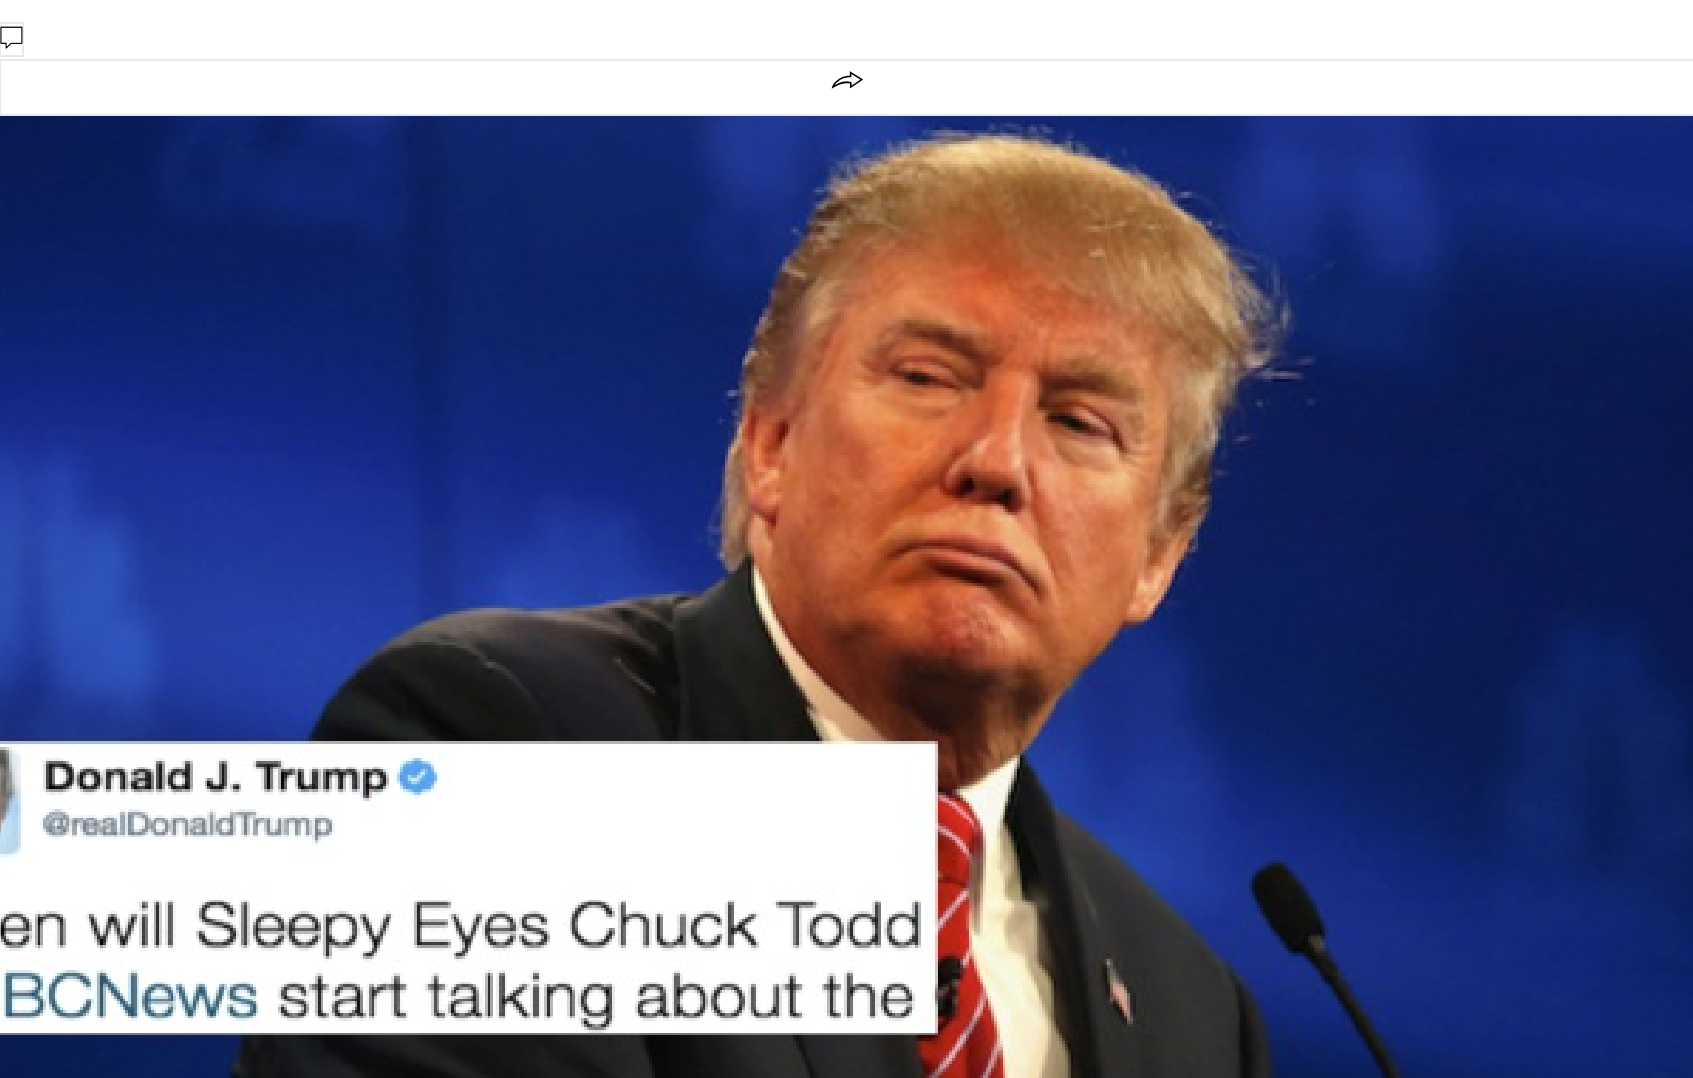 Donald J. Trump
@realDonaldTrump
en will Sleepy Eyes Chuck Todd
BCNews start talking about the